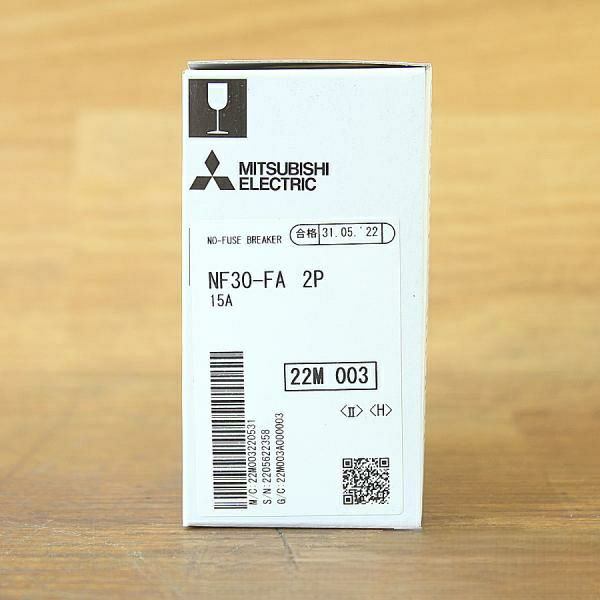 MITSUBISHI
ELECTRIC
NO-FUSE BREAKER 合格 31.05.'22
NF30-FA 2P
15A
22M 003
<II> <H>
M/C:22M003220531
S/N:2205622358
G/C:22M003A000003